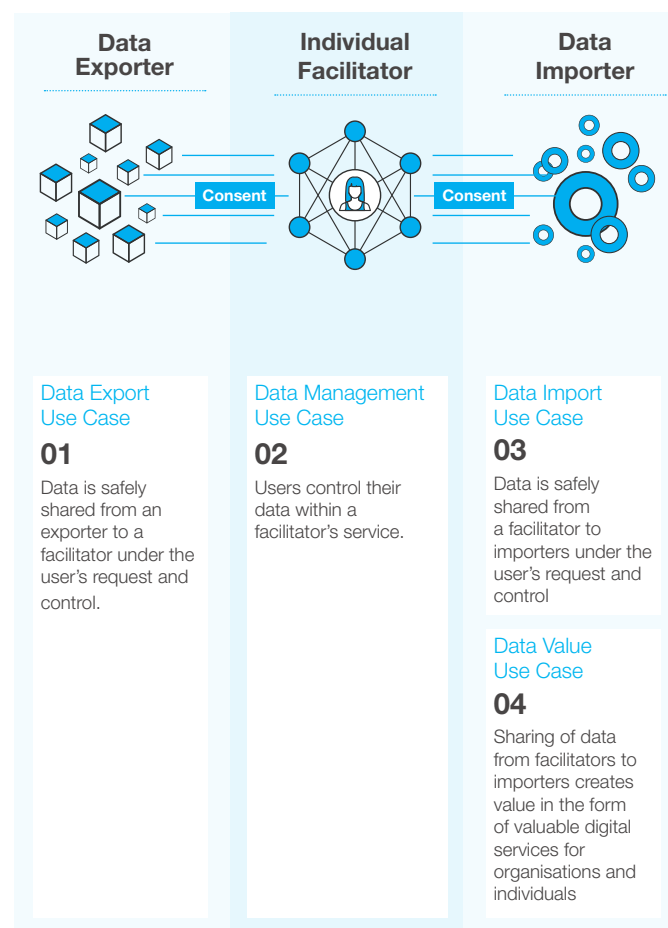 Data
Exporter
Individual
Facilitator
Data
Importer
Consent
Consent
Data Export
Use Case
01
Data is safely
shared from an
exporter to a
facilitator under the
user's request and
control.
Data Management
Use Case
02
Users control their
data within a
facilitator's service.
Data Import
Use Case
03
Data is safely
shared from
a facilitator to
importers under the
user's request and
control
Data Value
Use Case
04
Sharing of data
from facilitators to
importers creates
value in the form
of valuable digital
services for
organisations and
individuals